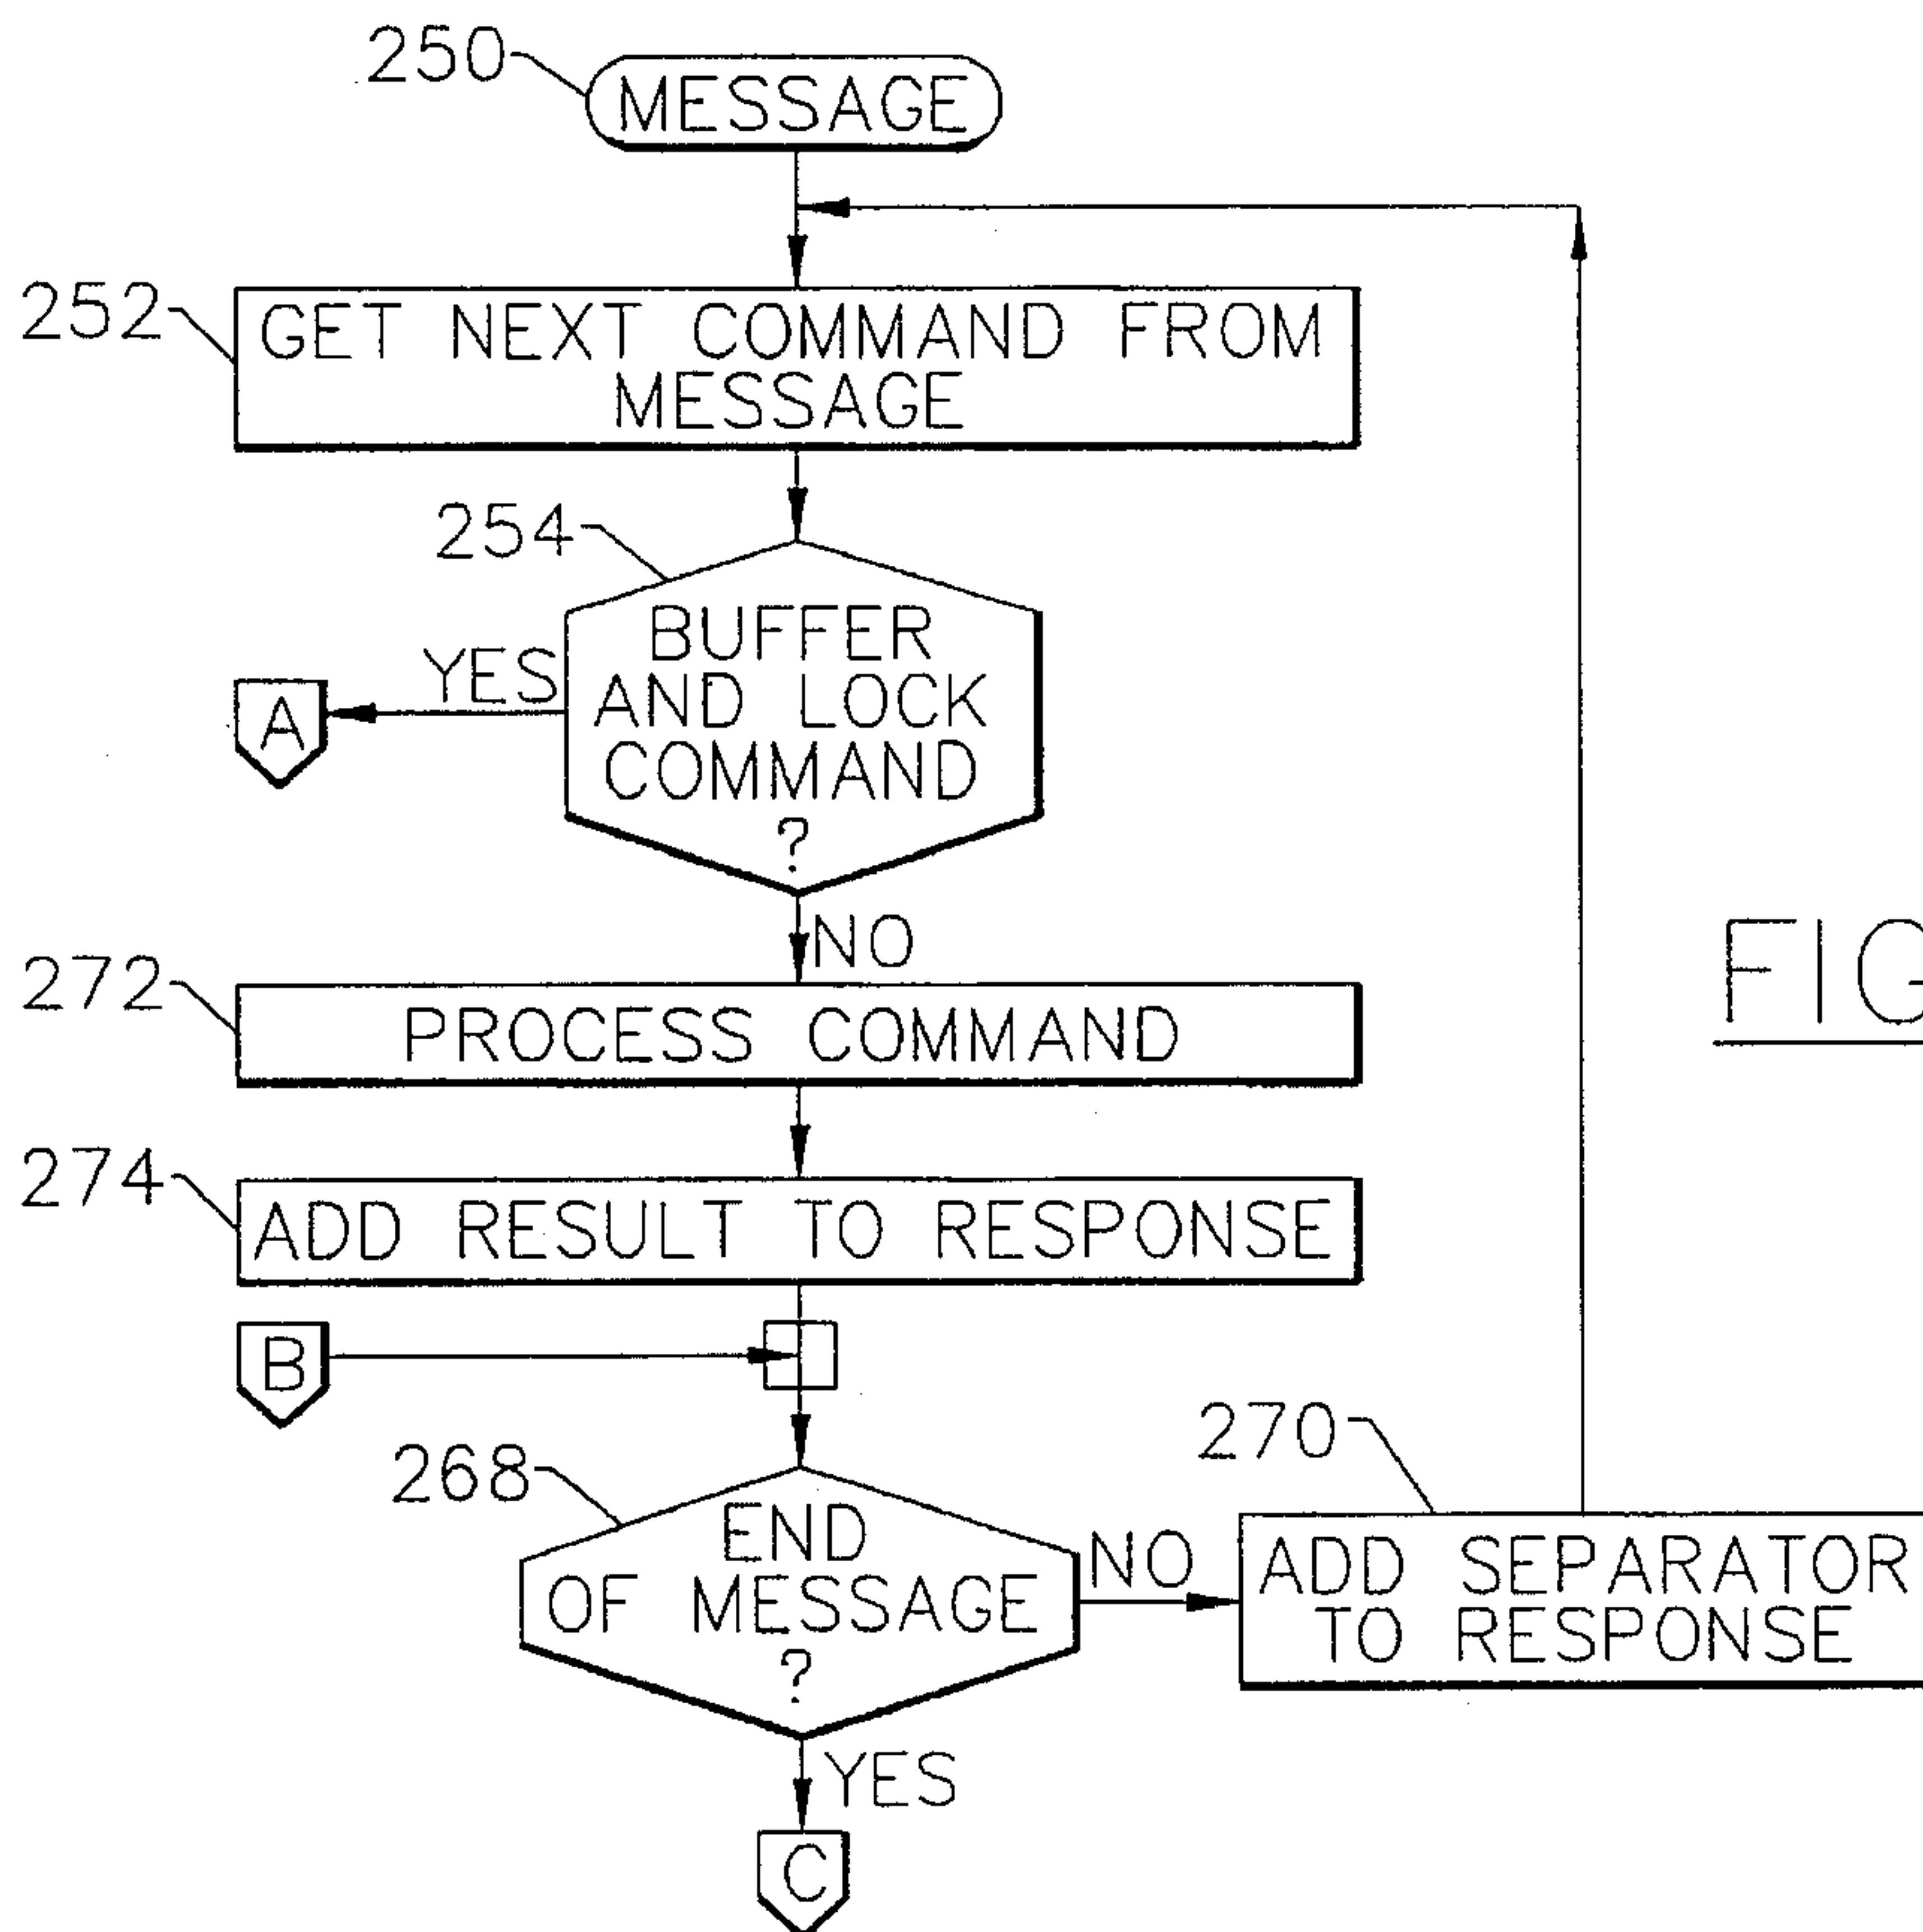 250
MESSAGE
252
GET NEXT COMMAND FROM
MESSAGE
254
BUFFER
AND LOCK
COMMAND
?
YES
A
NO
272
PROCESS COMMAND
FIG
274
ADD RESULT TO RESPONSE
B
268
END
OF MESSAGE
?
NO
270
ADD SEPARATOR
TO RESPONSE
YES
C